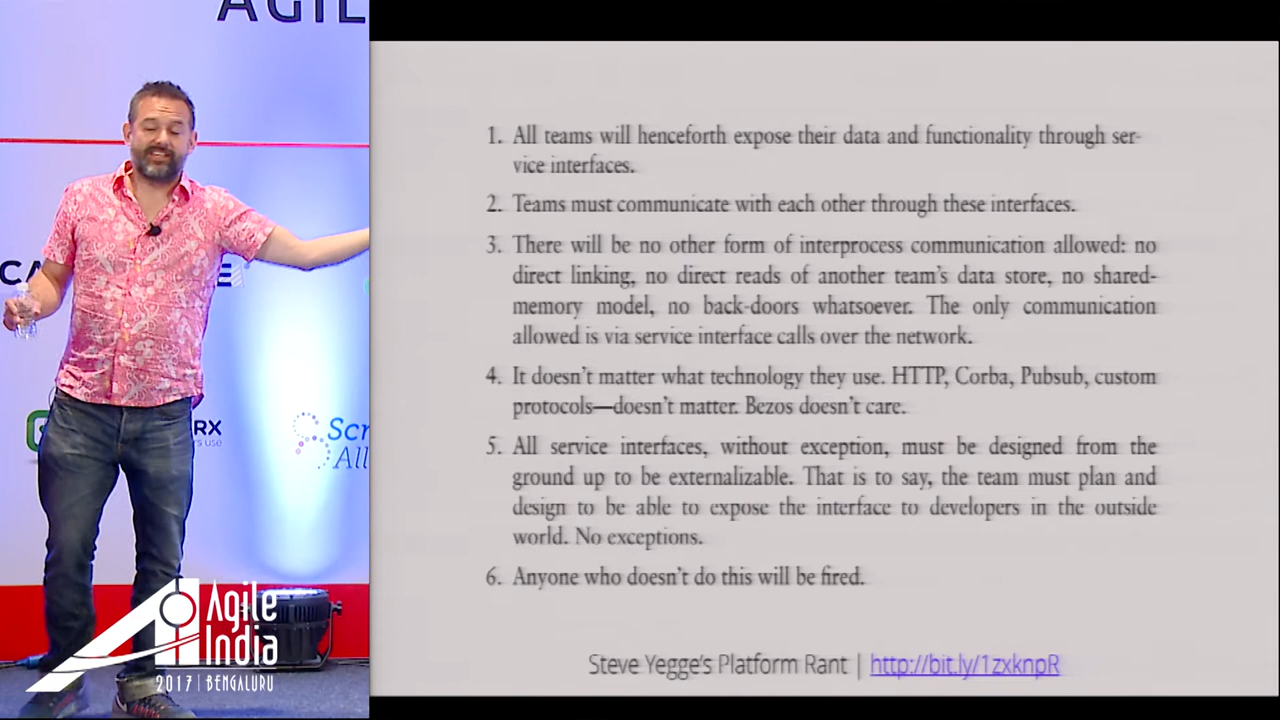 AGIL
1. All teams will henceforth expose their data and functionality through ser-
vice interfaces.
2. Teams must communicate with each other through these interfaces.
3. There will be no other form of interprocess communication allowed: no
direct linking, no direct reads of another team's data store, no shared-
memory model, no back-doors whatsoever. The only communication
allowed is via service interface calls over the network.
4. It doesn't matter what technology they use. HTTP, Corba, Pubsub, custom
protocols—doesn't matter. Bezos doesn't care.
5. All service interfaces, without exception, must be designed from the
ground up to be externalizable. That is to say, the team must plan and
design to be able to expose the interface to developers in the outside
world. No exceptions.
6. Anyone who doesn't do this will be fired.
Steve Yegge's Platform Rant | http://bit.ly/1zxknpR
CA
E
RX
rs use
Scr
All
Agile
India
2017 | BENGALURU